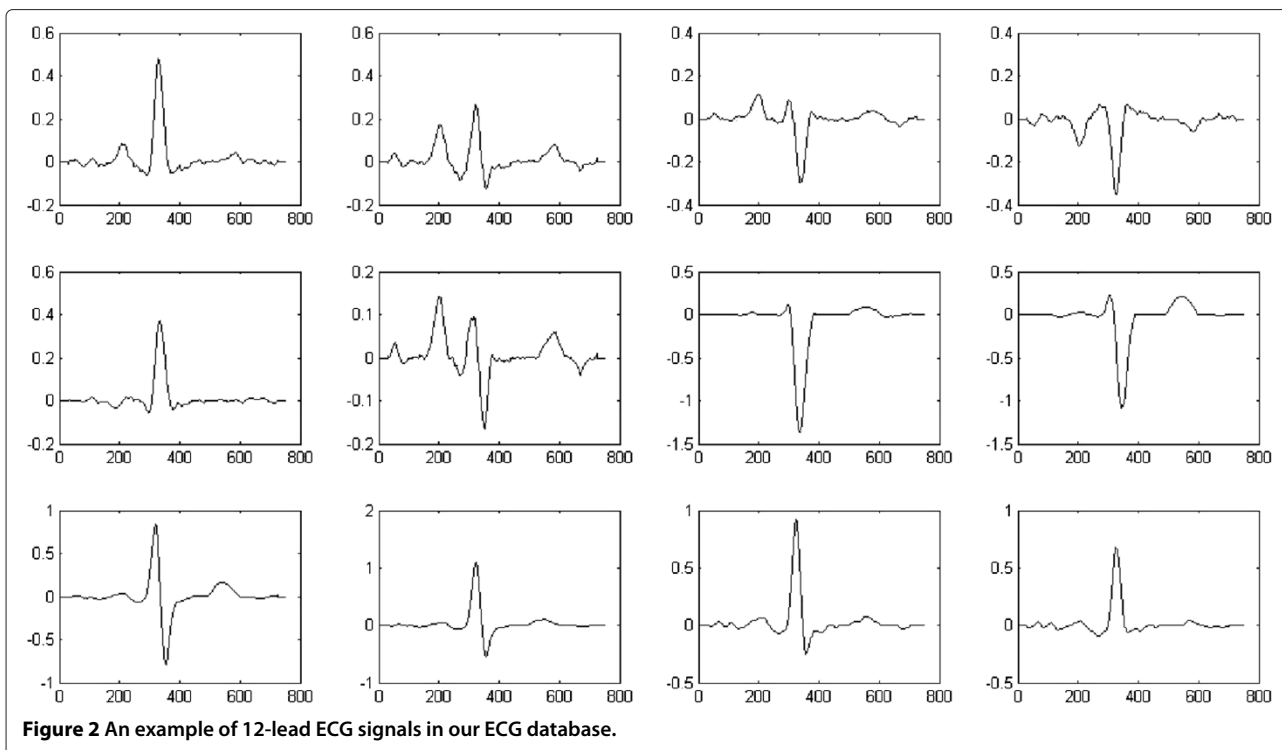 0.6 0.6 0.4 0.4
0.4 0.4 0.2 0.2
0.2 0.2 0 0
0 0 -0.2 -0.2
-0.2 -0.2 -0.4 -0.4
0 200 400 600 800 0 200 400 600 800 0 200 400 600 800 0 200 400 600 800
0.6 0.2 0.5 0.5
0.4 0.1 0 0
0.2 0 -0.5 -0.5
0 -0.1 -1 -1
-0.2 -0.2 -1.5 -1.5
0 200 400 600 800 0 200 400 600 800 0 200 400 600 800 0 200 400 600 800
1 2 1 1
0.5 1 0.5 0.5
0 0 0 0
-0.5
-1 -1 -0.5 -0.5
0 200 400 600 800 0 200 400 600 800 0 200 400 600 800 0 200 400 600 800
Figure 2 An example of 12-lead ECG signals in our ECG database.